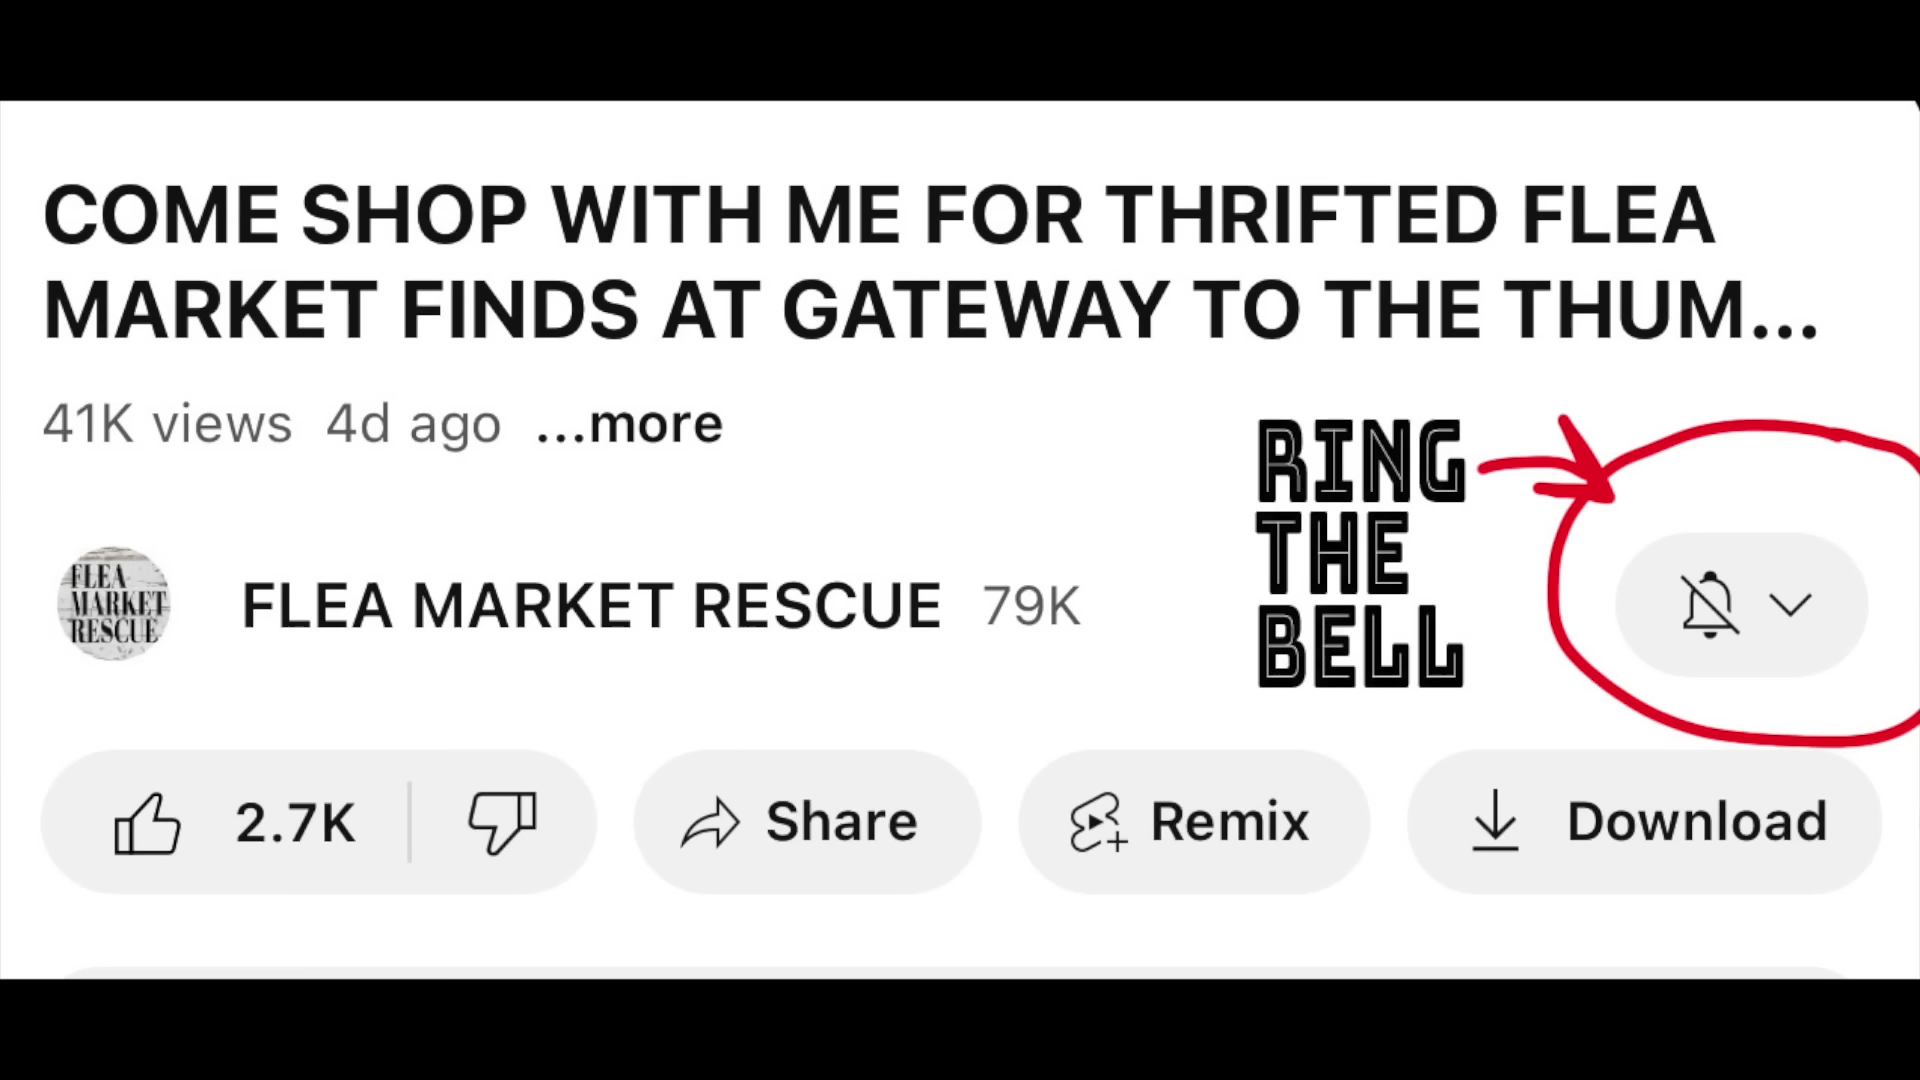 COME SHOP WITH ME FOR THRIFTED FLEA
MARKET FINDS AT GATEWAY TO THE THUM...
41K views 4d ago ...more
RING
THE
BELL
FLEA
MARKET
RESCUE
FLEA MARKET RESCUE 79K
2.7K Share Remix Download